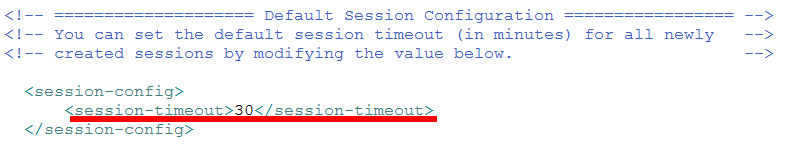 <!-- ==================== Default Session Configuration ================= -->
<!-- You can set the default session timeout (in minutes) for all newly   -->
<!-- created sessions by modifying the value below.                       -->
<session-config>
<session-timeout>30</session-timeout>
</session-config>